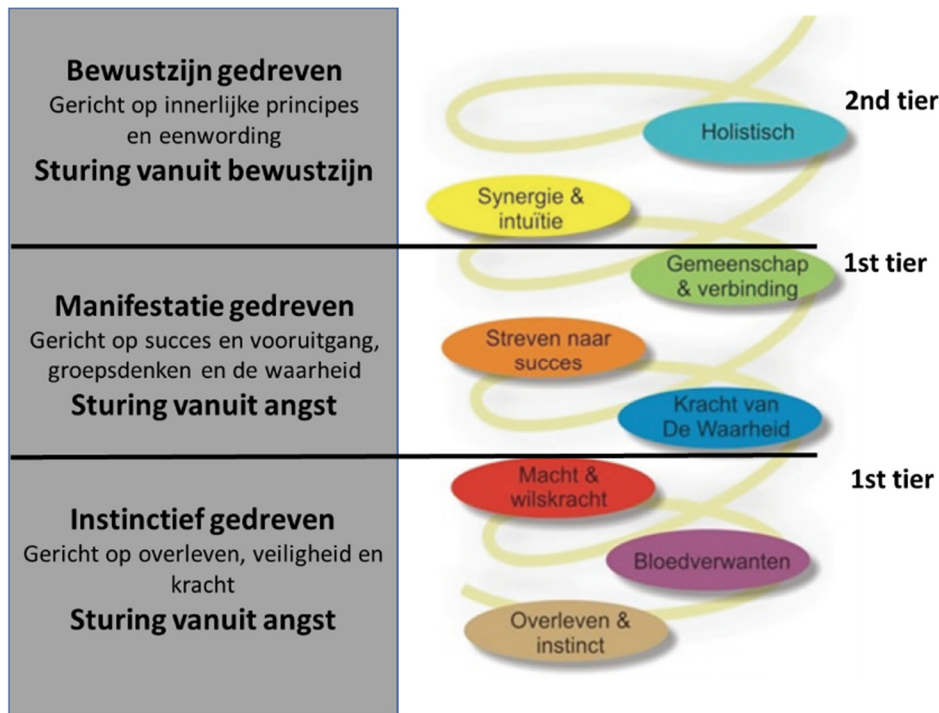 Bewustzijn gedreven
Gericht op innerlijke principes
en eenwording
Sturing vanuit bewustzijn
2nd tier
Holistisch
Synergie &
intuïtie
Manifestatie gedreven
Gericht op succes en vooruitgang,
groepsdenken en de waarheid
Sturing vanuit angst
1st tier
Gemeenschap
& verbinding
Streven naar
succes
Kracht van
De Waarheid
Instinctief gedreven
Gericht op overleven, veiligheid en
kracht
Sturing vanuit angst
1st tier
Macht &
wilskracht
Bloedverwanten
Overleven &
instinct